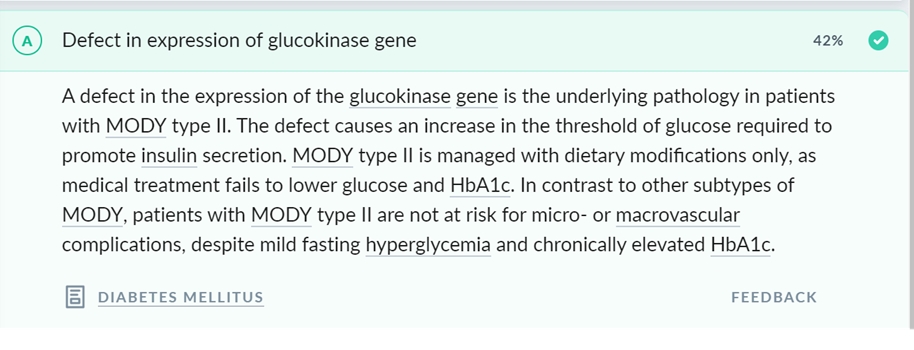 A Defect in expression of glucokinase gene 42%
A defect in the expression of the glucokinase gene is the underlying pathology in patients
with MODY type II. The defect causes an increase in the threshold of glucose required to
promote insulin secretion. MODY type II is managed with dietary modifications only, as
medical treatment fails to lower glucose and HbA1c. In contrast to other subtypes of
MODY, patients with MODY type II are not at risk for micro- or macrovascular
complications, despite mild fasting hyperglycemia and chronically elevated HbA1c.
DIABETES MELLITUS FEEDBACK